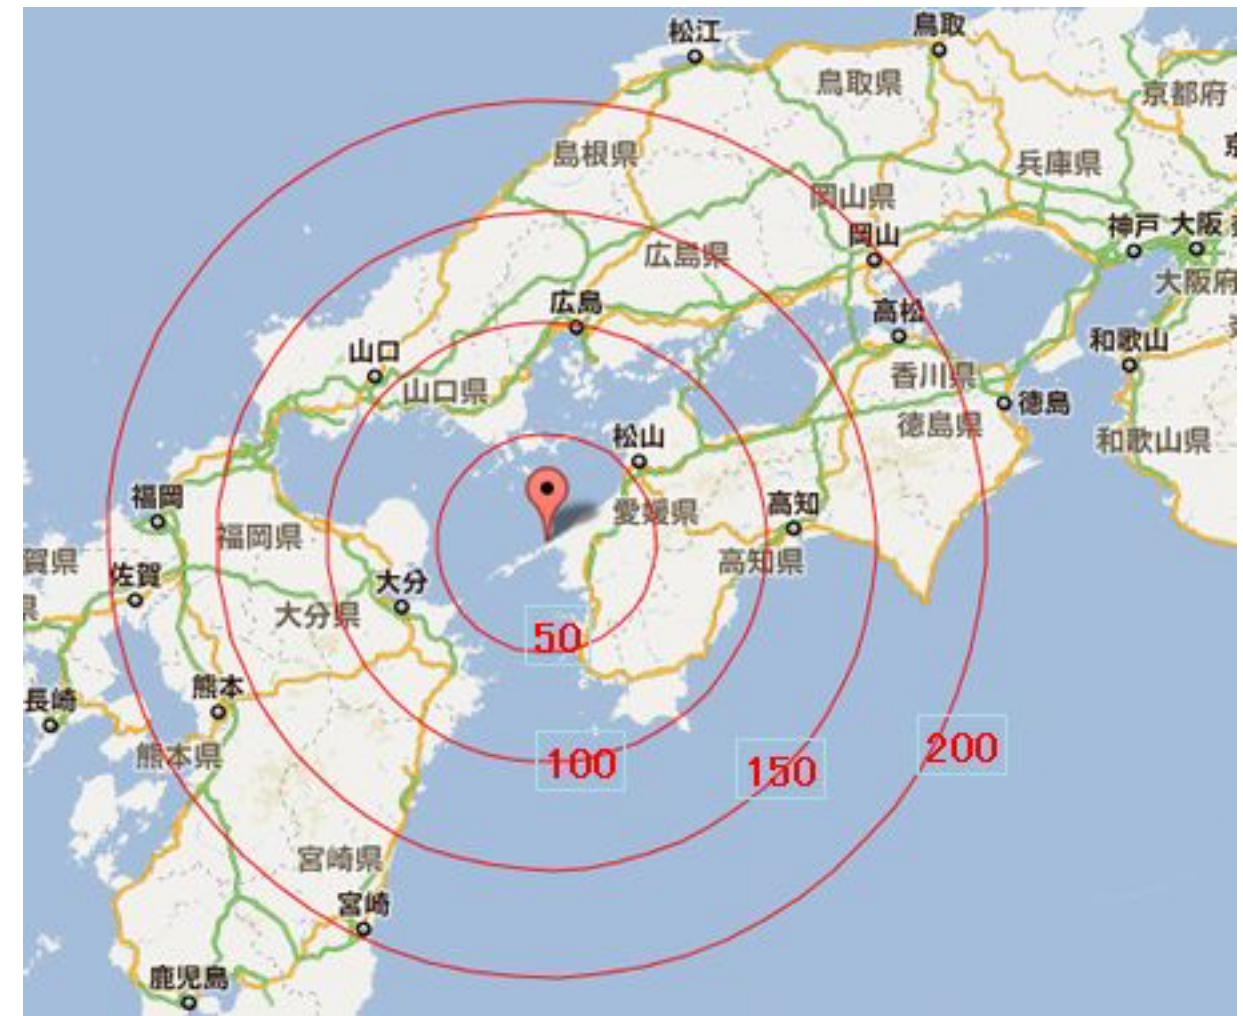 鳥取
松江
鳥取県
京都府
島根県
兵庫県
岡山県
神戸
大阪
岡山
広島県
大阪府
広島
高松
和歌山
山口
香川県
山口県
徳島
徳島県
松山
和歌山県
福岡
高知
愛媛県
福岡県
賀県
高知県
佐賀
大分
大分県
50
熊本
長崎
200
熊本県
100
150
宮崎県
宮崎
鹿児島